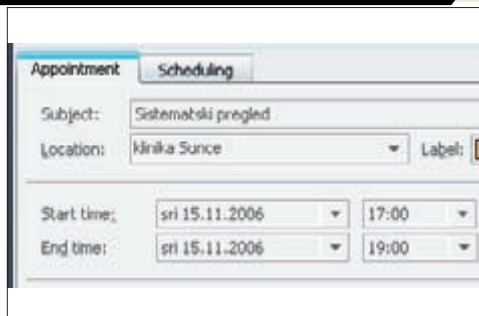 Appointment Scheduling
Subject: Sistematski pregled
Location: klinika Sunce Label:
Start time: sri 15.11.2006 17:00
End time: sri 15.11.2006 19:00